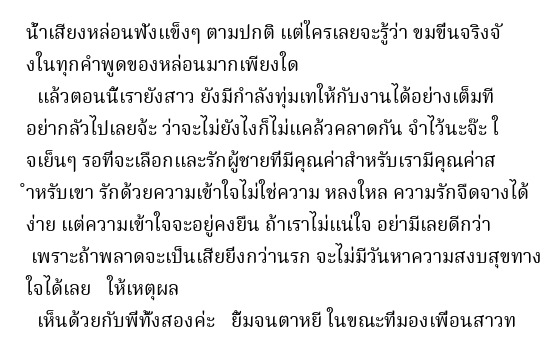 น้ำเสียงหล่อนฟังแข็งๆ ตามปกติ แต่ใครเลยจะรู้ว่า ขมขื่นจริงจั
งในทุกคำพูดของหล่อนมากเพียงใด
แล้วตอนนี้เรายังสาว ยังมีกำลังทุ่มเทให้กับงานได้อย่างเต็มที่
อย่ากลัวไปเลยจ้ะ ว่าจะไม่ยังไงก็ไม่แคล้วคลาดกัน จำไว้นะจ๊ะ ใ
จเย็นๆ รอที่จะเลือกและรักผู้ชายที่มีคุณค่าสำหรับเรามีคุณค่าส
ำหรับเขา รักด้วยความเข้าใจไม่ใช่ความ หลงใหล ความรักจืดจางได้
ง่าย แต่ความเข้าใจจะอยู่คงยืน ถ้าเราไม่แน่ใจ อย่ามีเลยดีกว่า
เพราะถ้าพลาดจะเป็นเสียยิ่งกว่านรก จะไม่มีวันหาความสงบสุขทาง
ใจได้เลย ให้เหตุผล
เห็นด้วยกับพี่ทั้งสองค่ะ ยิ้มจนตาหยี ในขณะที่มองเพื่อนสาวท